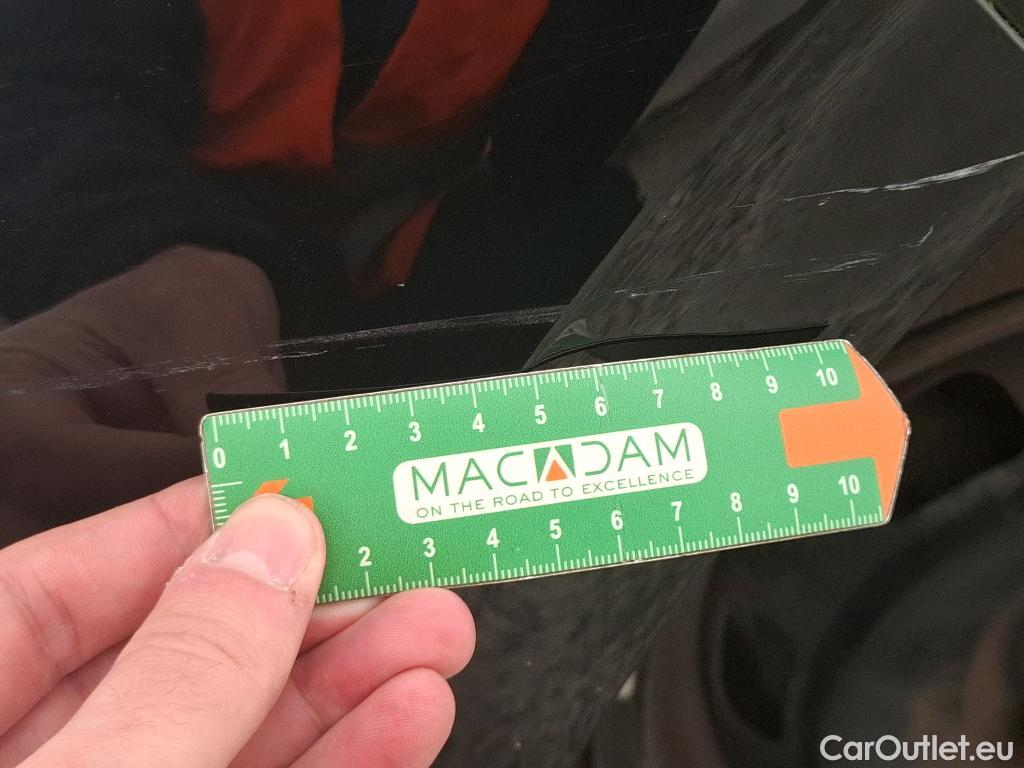 0 1 2 3 4 5 6 7 8 9 10
MACADAM
ON THE ROAD TO EXCELLENCE
2 3 4 5 6 7 8 9 10
CarOutlet.eu